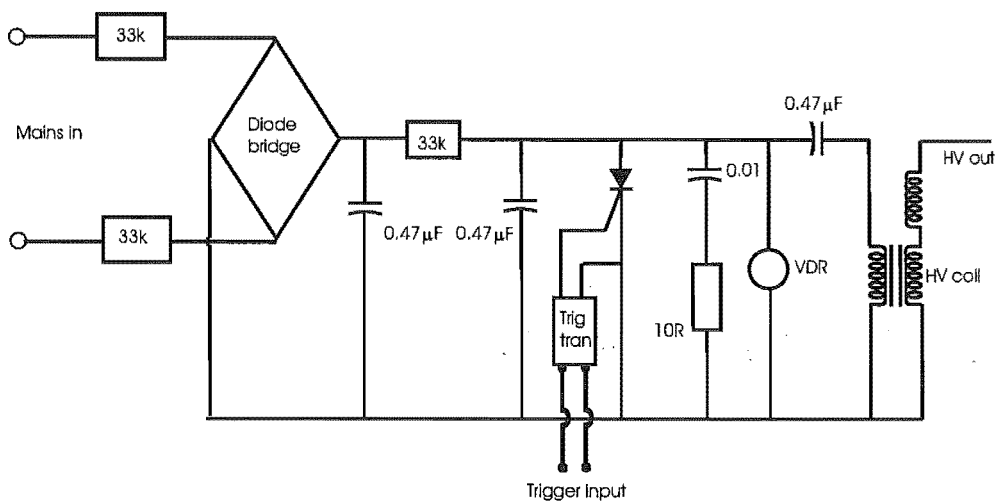 33k
Mains in
Diode
bridge
33k
33k
0.47µF
0.47µF
0.01
10R
VDR
0.47µF
HV out
HV coil
Trig
tran
Trigger input